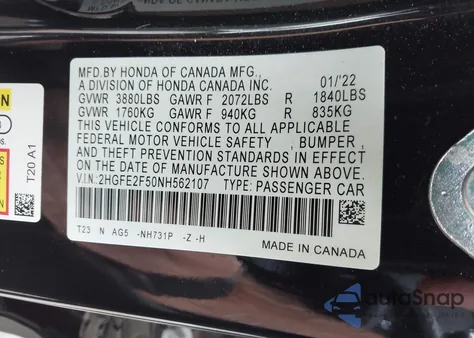 MFD.BY HONDA OF CANADA MFG.,
A DIVISION OF HONDA CANADA INC. 01/'22
GVWR 3880LBS GAWR F 2072LBS R 1840LBS
GVWR 1760KG GAWR F 940KG R 835KG
THIS VEHICLE CONFORMS TO ALL APPLICABLE
FEDERAL MOTOR VEHICLE SAFETY , BUMPER ,
AND THEFT PREVENTION STANDARDS IN EFFECT
ON THE DATE OF MANUFACTURE SHOWN ABOVE.
V.I.N:2HGFE2F50NH562107 TYPE: PASSENGER CAR
T23 N AG5 -NH731P -Z -H
MADE IN CANADA
T20 A1
ON
autoSnap